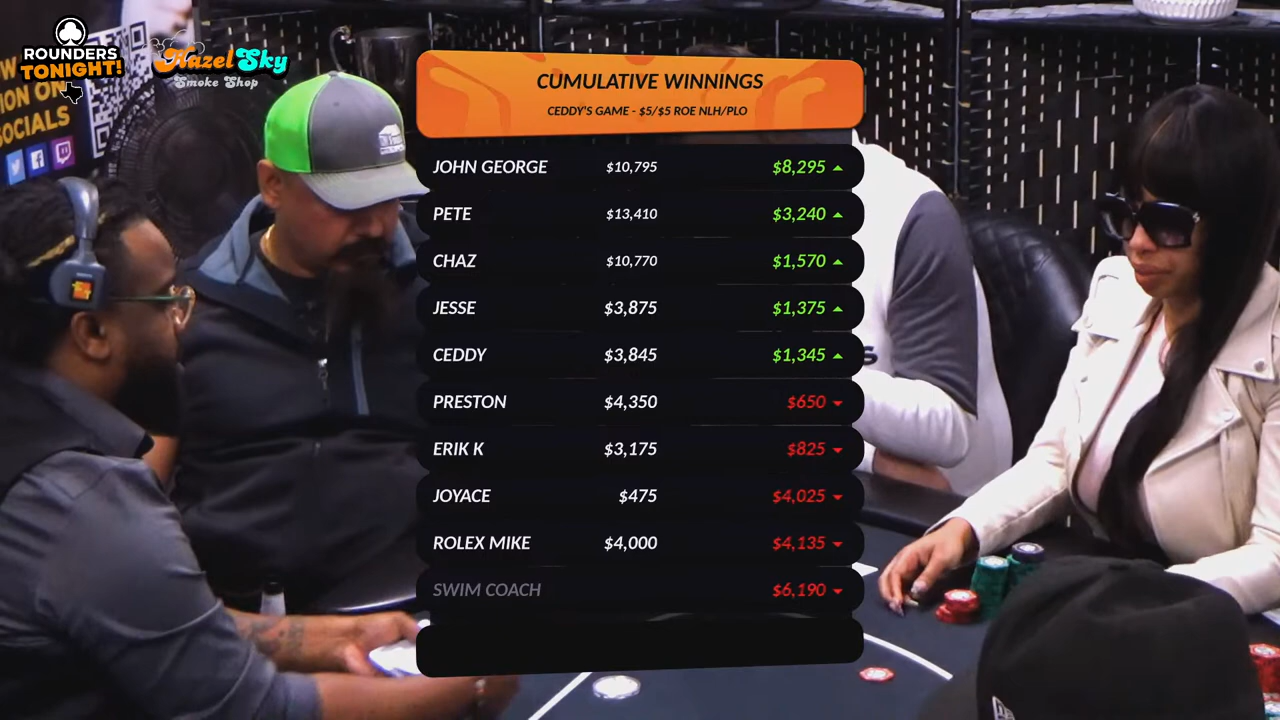 ROUNDERS
TONIGHT!
Hazel Sky
Smoke Shop
ION ON
SOCIALS
CUMULATIVE WINNINGS
CEDDY'S GAME - $5/$5 ROE NLH/PLO
JOHN GEORGE $10,795 $8,295
PETE $13,410 $3,240
CHAZ $10,770 $1,570
JESSE $3,875 $1,375
CEDDY $3,845 $1,345
PRESTON $4,350 $650
ERIK K $3,175 $825
JOYACE $475 $4,025
ROLEX MIKE $4,000 $4,135
SWIM COACH $6,190